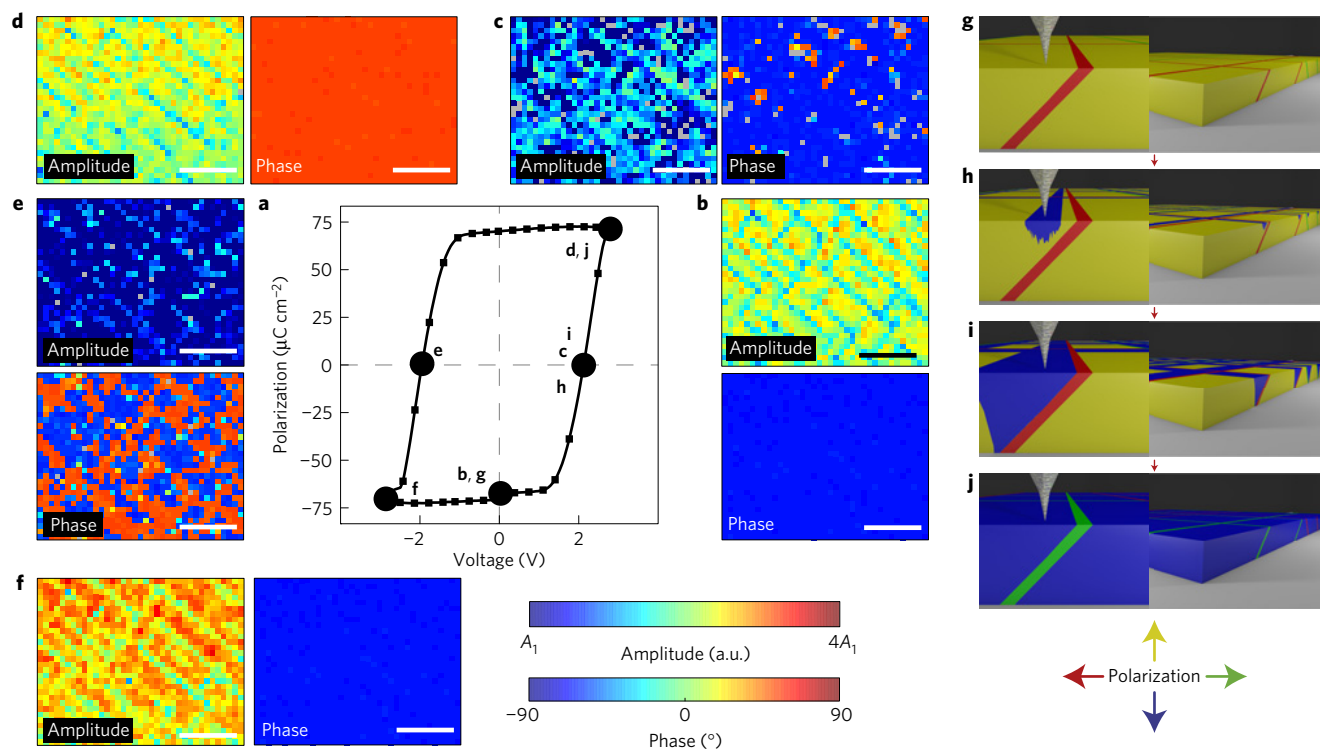 d
Amplitude
Phase
c
Amplitude
Phase
g
h
i
j
e
Amplitude
Phase
a
Polarization (μC cm−2)
75
50
25
0
−25
−50
−75
−2
0
2
Voltage (V)
d, j
i
c
h
e
b, g
f
b
Amplitude
Phase
f
Amplitude
Phase
A1
4A1
Amplitude (a.u.)
−90
0
90
Phase (°)
Polarization